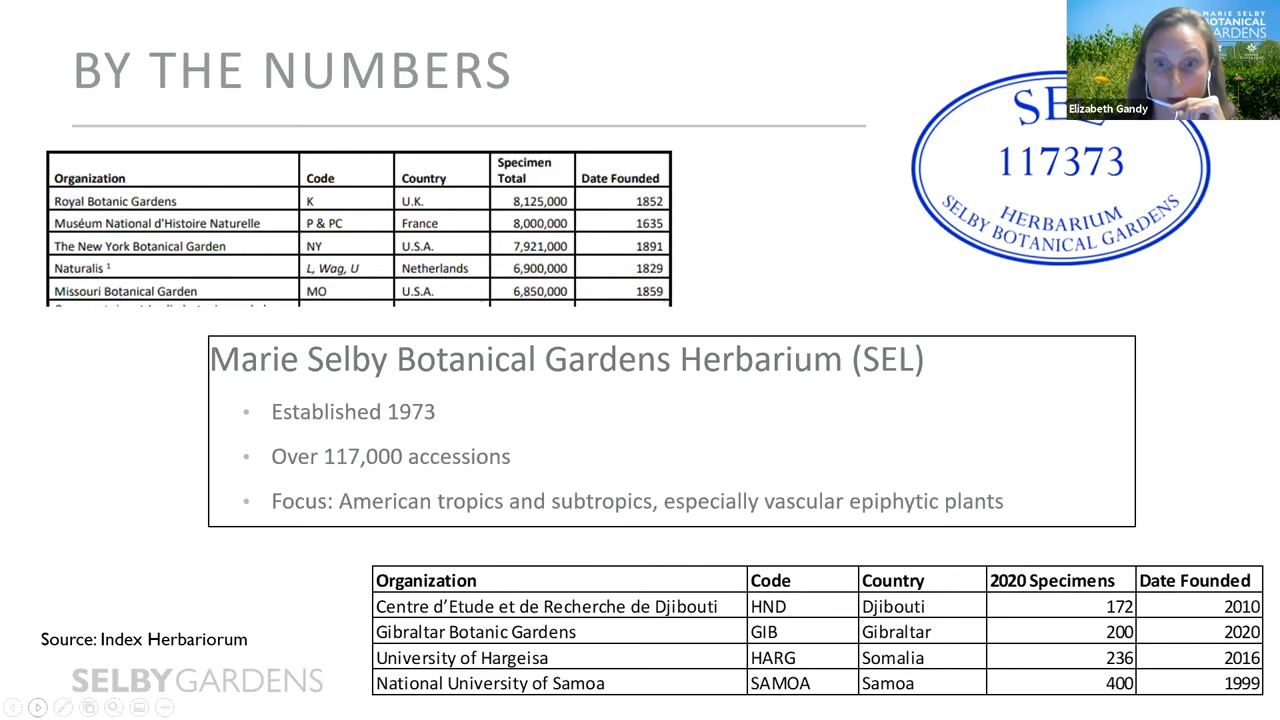 BY THE NUMBERS
MARIE SELBY
BOTANICAL
GARDENS
Elizabeth Gandy
Organization Code Country Specimen Total Date Founded
Royal Botanic Gardens K U.K. 8,125,000 1852
Muséum National d'Histoire Naturelle P & PC France 8,000,000 1635
The New York Botanical Garden NY U.S.A. 7,921,000 1891
Naturalis ¹ L, Wag, U Netherlands 6,900,000 1829
Missouri Botanical Garden MO U.S.A. 6,850,000 1859
SEL
117373
HERBARIUM
SELBY BOTANICAL GARDENS
Marie Selby Botanical Gardens Herbarium (SEL)
• Established 1973
• Over 117,000 accessions
• Focus: American tropics and subtropics, especially vascular epiphytic plants
Organization Code Country 2020 Specimens Date Founded
Centre d’Etude et de Recherche de Djibouti HND Djibouti 172 2010
Gibraltar Botanic Gardens GIB Gibraltar 200 2020
University of Hargeisa HARG Somalia 236 2016
National University of Samoa SAMOA Samoa 400 1999
Source: Index Herbariorum
SELBYGARDENS